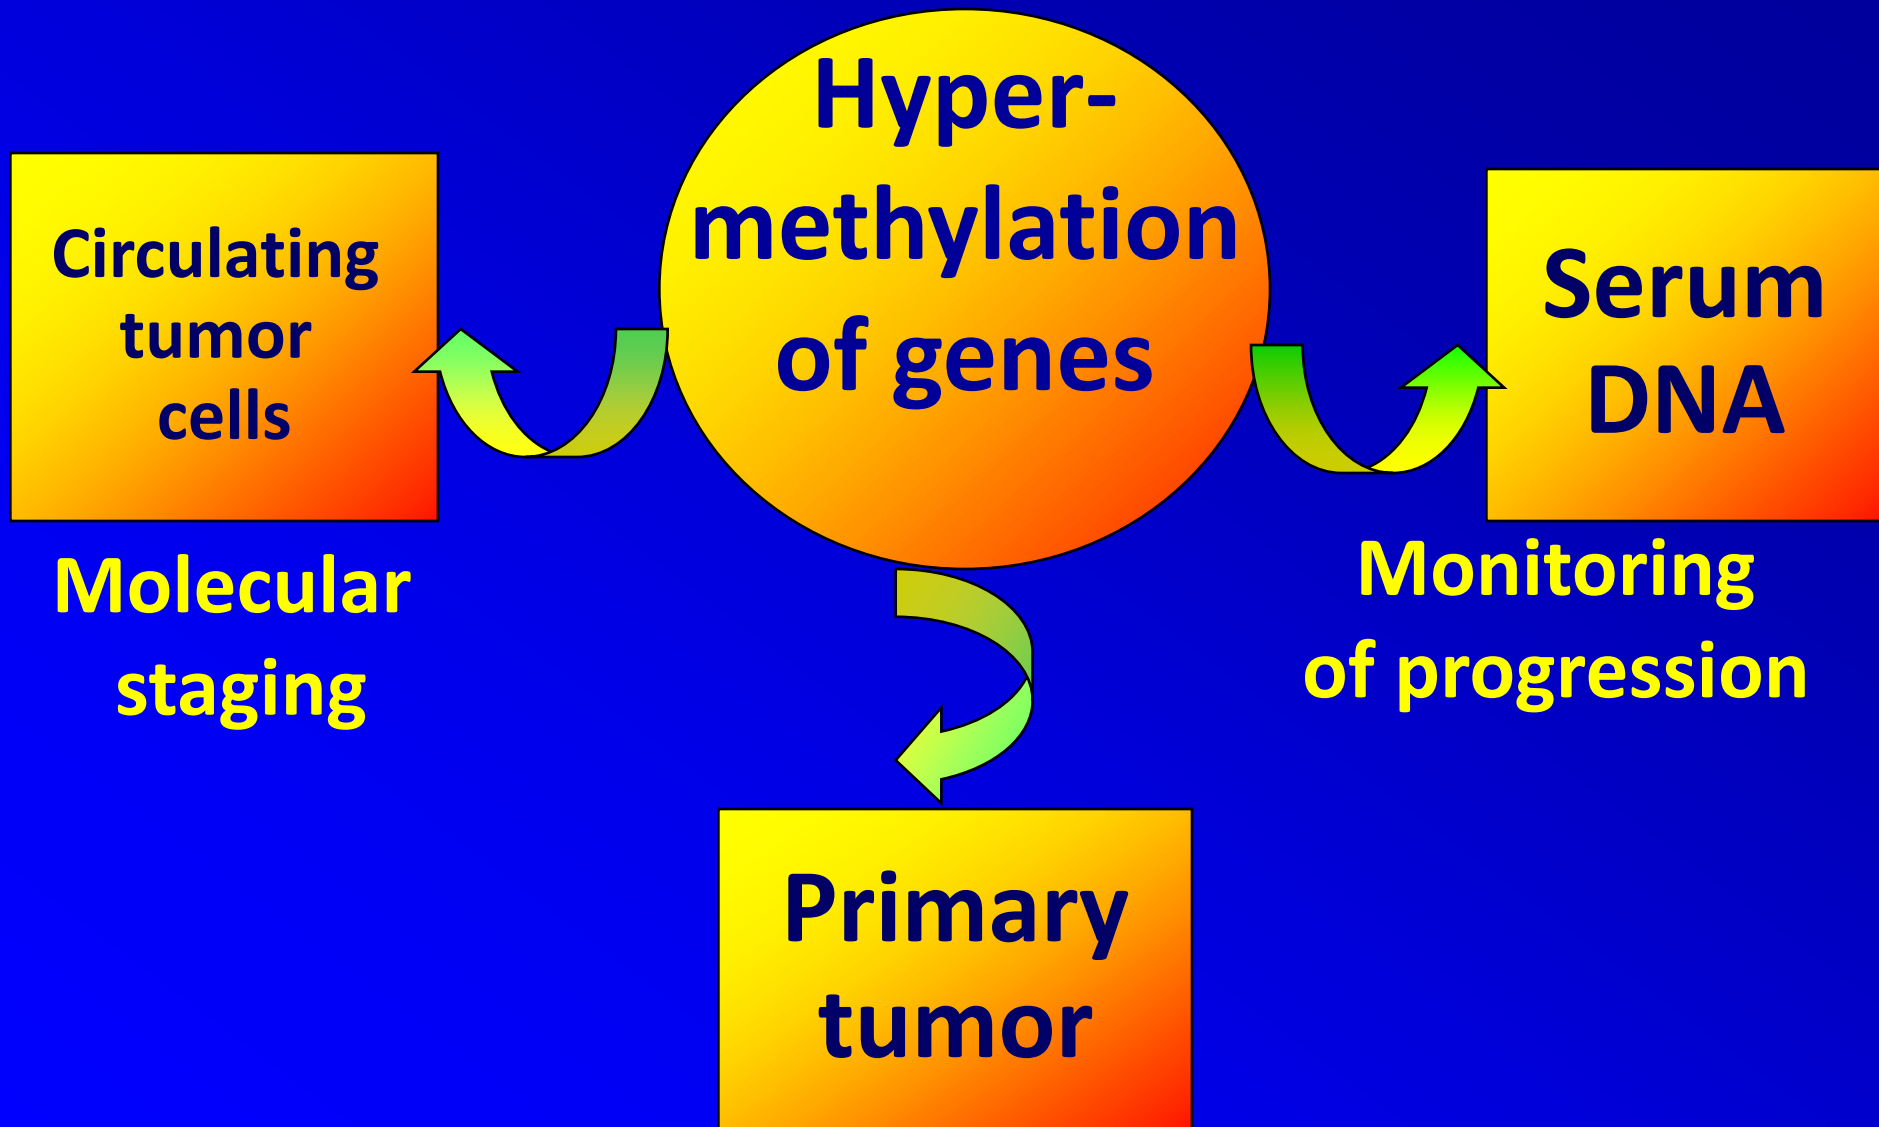 Hyper-
methylation
of genes
Circulating
tumor
cells
Molecular
staging
Serum
DNA
Monitoring
of progression
Primary
tumor